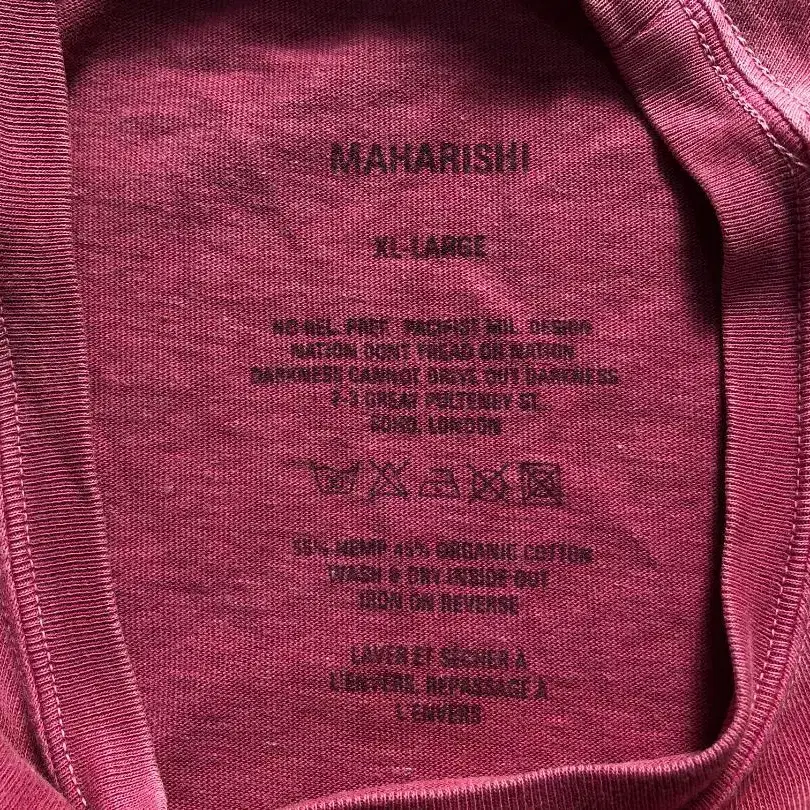 MAHARISHI
XL-LARGE
NO REL. PREF. PACIFIST MIL. DESIGN
NATION DON'T TREAD ON NATION
DARKNESS CANNOT DRIVE OUT DARKNESS
2-3 GREAT PULTENEY ST.
SOHO, LONDON
55% HEMP 45% ORGANIC COTTON
WASH & DRY INSIDE OUT
IRON ON REVERSE
LAVER ET SÉCHER À
L'ENVERS, REPASSAGE À
L'ENVERS